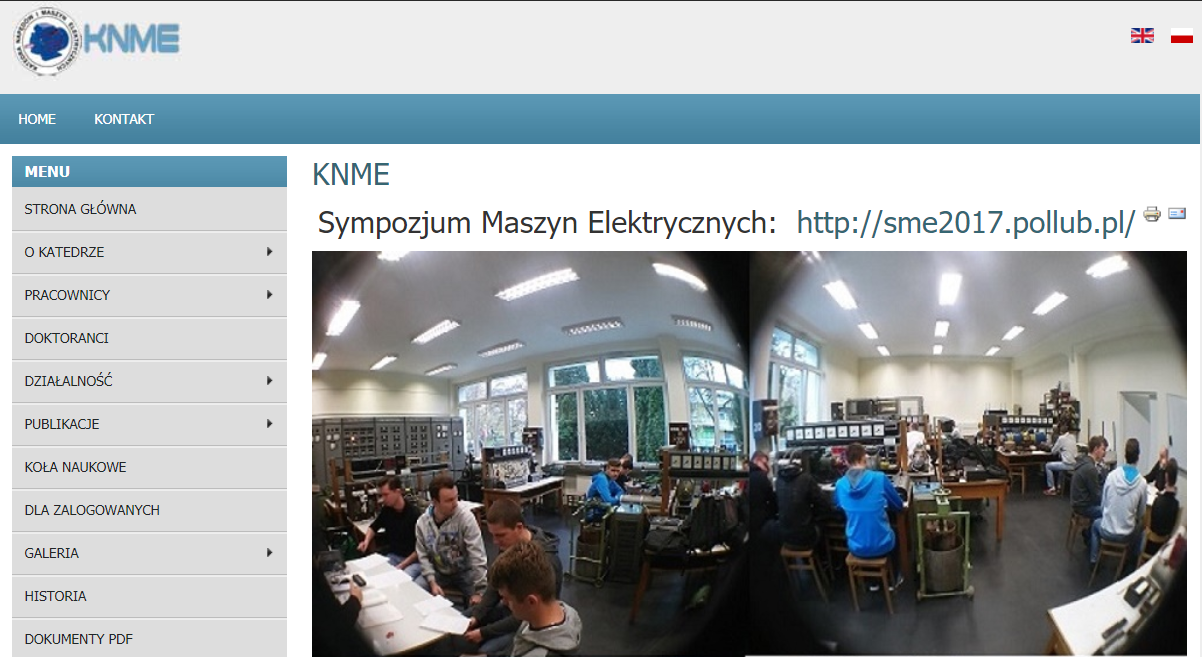 KATEDRA NAPĘDÓW I MASZYN ELEKTRYCZNYCH
KNME
HOME
KONTAKT
MENU
STRONA GŁÓWNA
O KATEDRZE
PRACOWNICY
DOKTORANCI
DZIAŁALNOŚĆ
PUBLIKACJE
KOŁA NAUKOWE
DLA ZALOGOWANYCH
GALERIA
HISTORIA
DOKUMENTY PDF
KNME
Sympozjum Maszyn Elektrycznych: http://sme2017.pollub.pl/